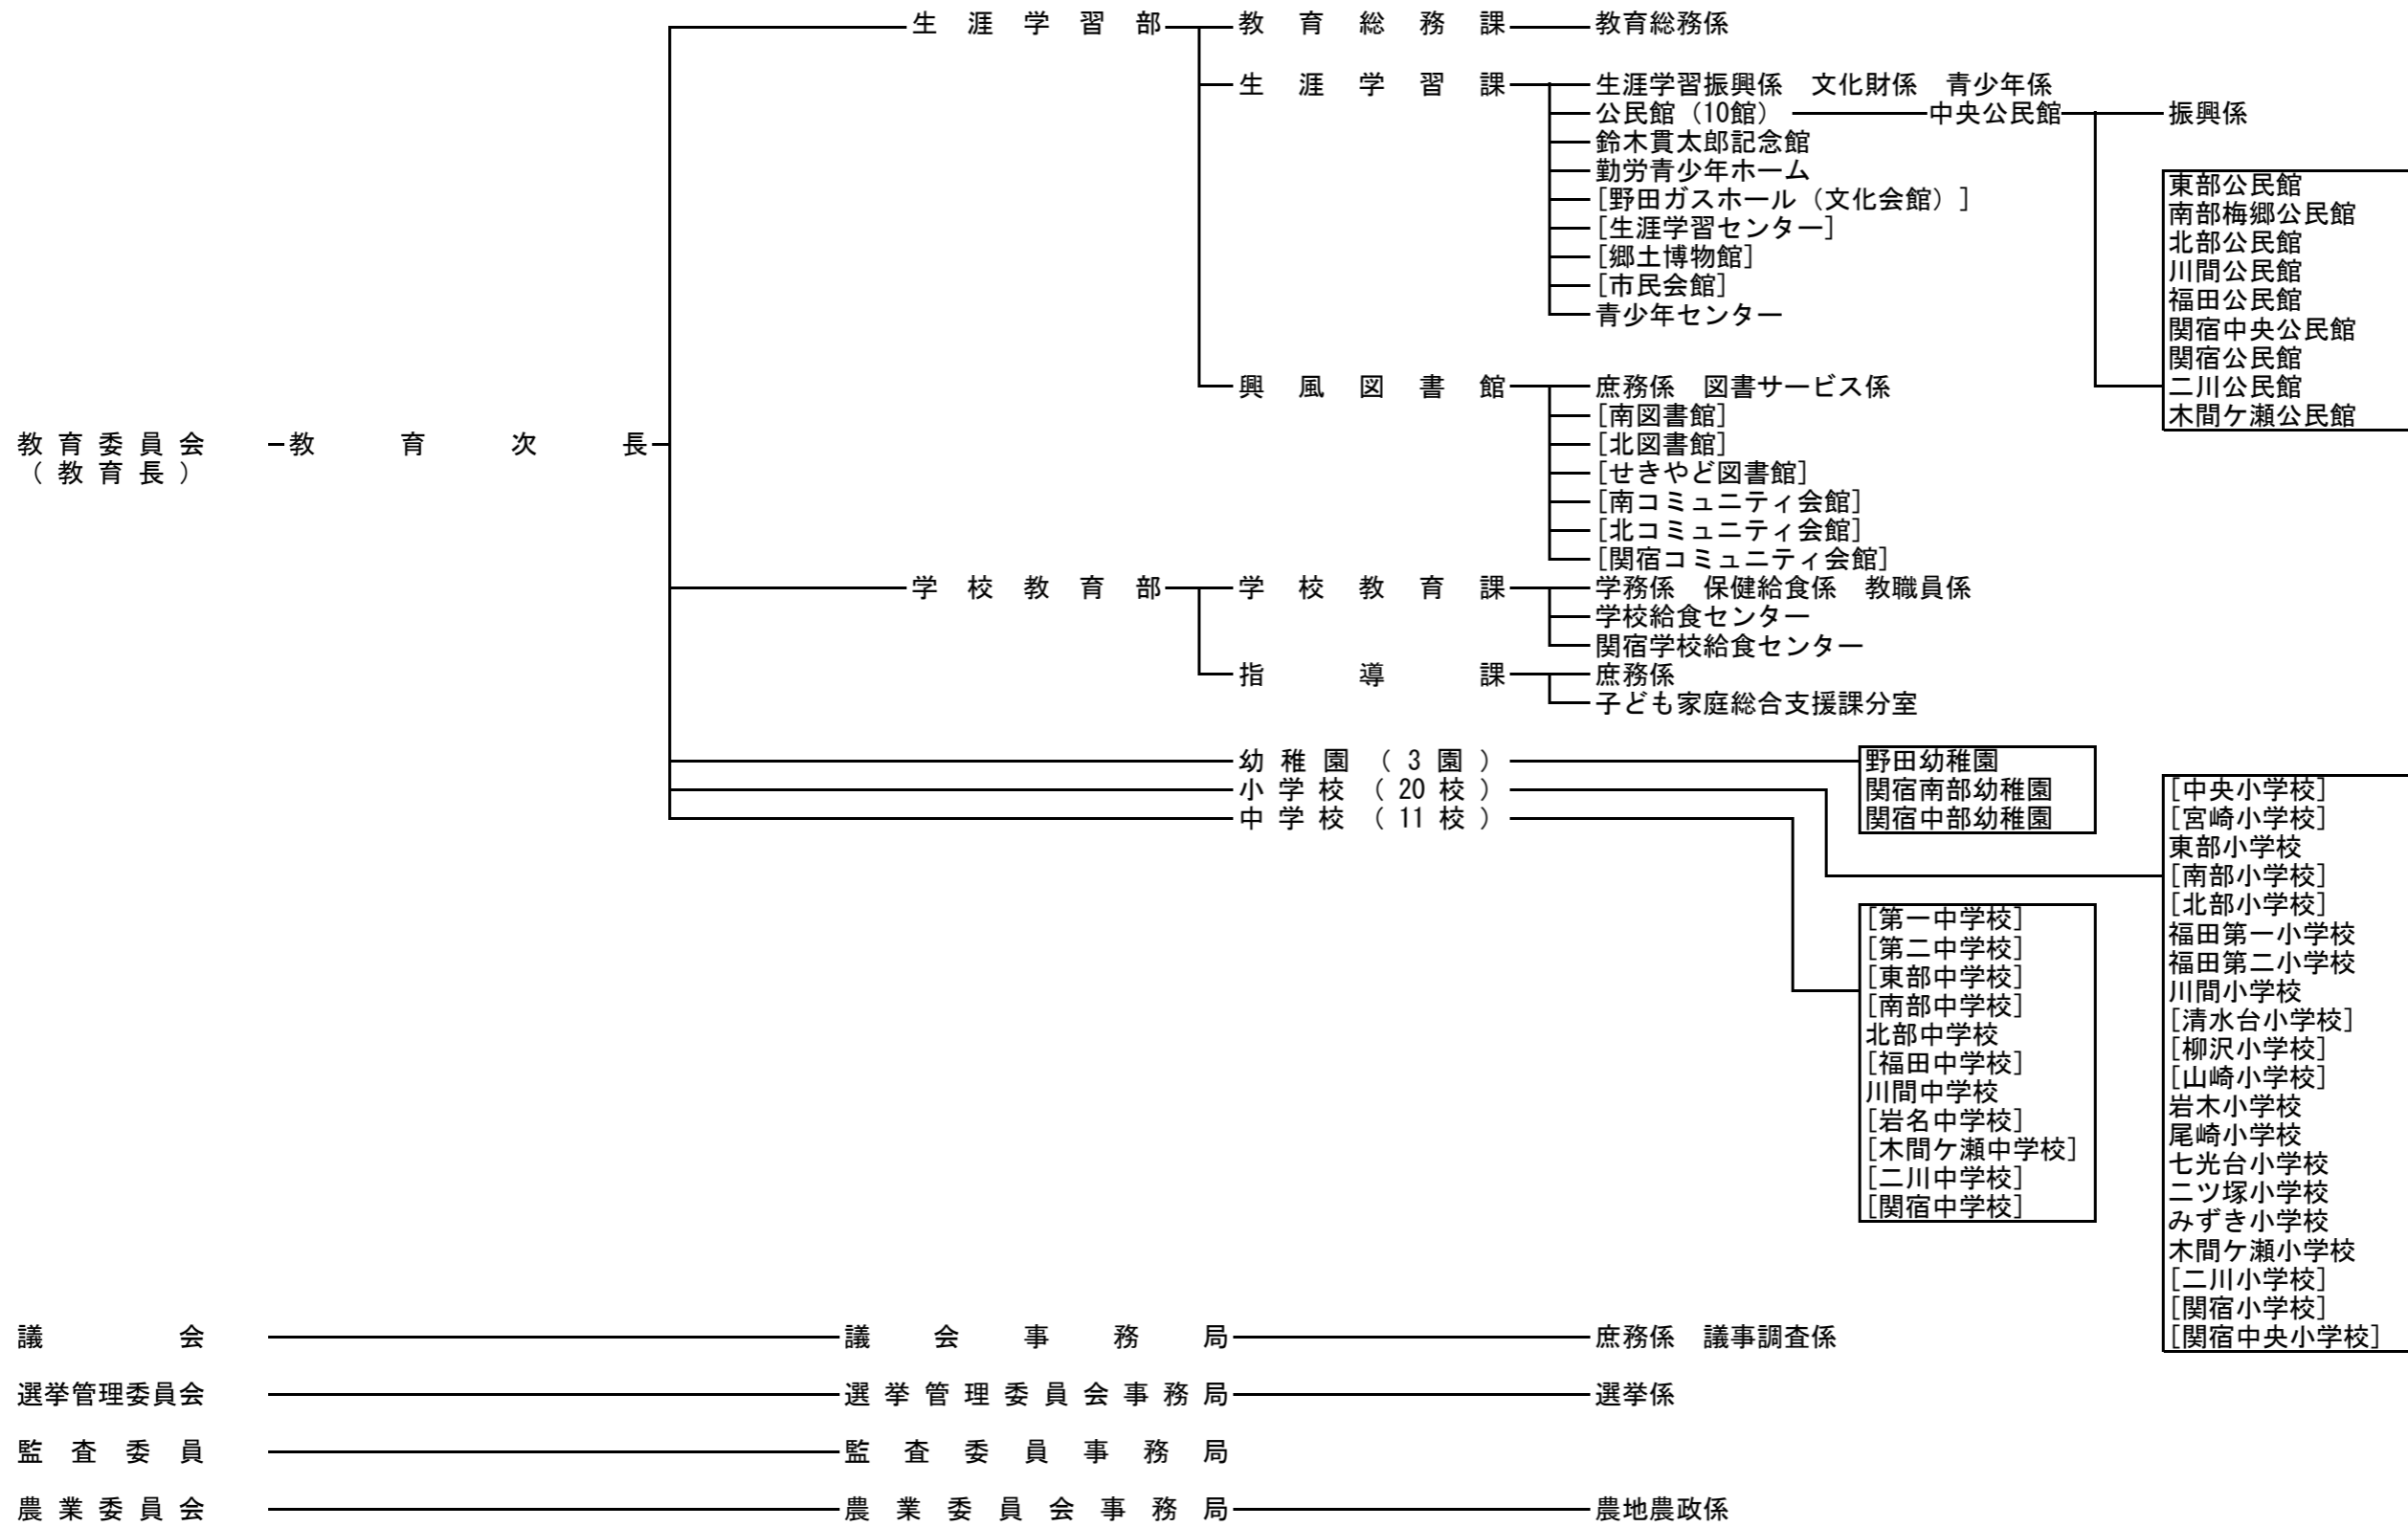 生涯学習部 教育総務課 教育総務係
生涯学習課 生涯学習振興係 文化財係 青少年係
公民館（10館） 中央公民館 振興係
鈴木貫太郎記念館
勤労青少年ホーム
[野田ガスホール（文化会館）]
[生涯学習センター]
[郷土博物館]
[市民会館]
青少年センター
東部公民館
南部梅郷公民館
北部公民館
川間公民館
福田公民館
関宿中央公民館
関宿公民館
二川公民館
木間ケ瀬公民館
興風図書館 庶務係 図書サービス係
[南図書館]
[北図書館]
[せきやど図書館]
[南コミュニティ会館]
[北コミュニティ会館]
[関宿コミュニティ会館]
教育委員会 教育次長
（教育長）
学校教育部 学校教育課 学務係 保健給食係 教職員係
学校給食センター
関宿学校給食センター
指導課 庶務係
子ども家庭総合支援課分室
幼稚園（3園）
小学校（20校）
中学校（11校）
野田幼稚園
関宿南部幼稚園
関宿中部幼稚園
[第一中学校]
[第二中学校]
[東部中学校]
[南部中学校]
北部中学校
[福田中学校]
川間中学校
[岩名中学校]
[木間ケ瀬中学校]
[二川中学校]
[関宿中学校]
[中央小学校]
[宮崎小学校]
東部小学校
[南部小学校]
[北部小学校]
福田第一小学校
福田第二小学校
川間小学校
[清水台小学校]
[柳沢小学校]
[山崎小学校]
岩木小学校
尾崎小学校
七光台小学校
二ツ塚小学校
みずき小学校
木間ケ瀬小学校
[二川小学校]
[関宿小学校]
[関宿中央小学校]
議会 議会事務局 庶務係 議事調査係
選挙管理委員会 選挙管理委員会事務局 選挙係
監査委員 監査委員事務局
農業委員会 農業委員会事務局 農地農政係